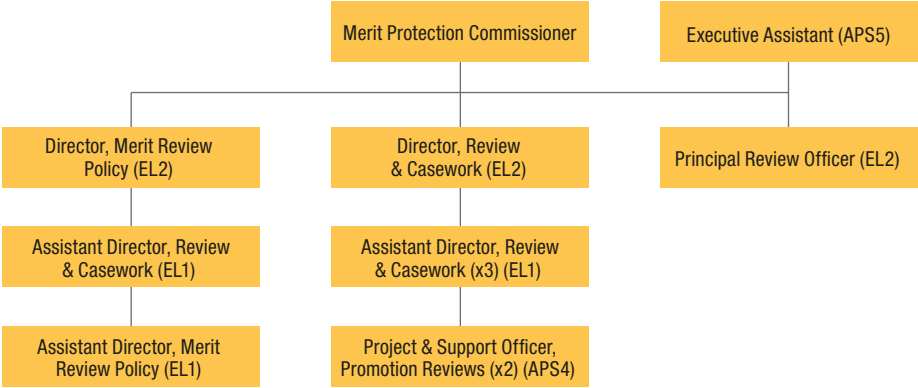 Merit Protection Commissioner
Executive Assistant (APS5)
Director, Merit Review
Policy (EL2)
Director, Review
& Casework (EL2)
Principal Review Officer (EL2)
Assistant Director, Review
& Casework (EL1)
Assistant Director, Review
& Casework (x3) (EL1)
Assistant Director, Merit
Review Policy (EL1)
Project & Support Officer,
Promotion Reviews (x2) (APS4)